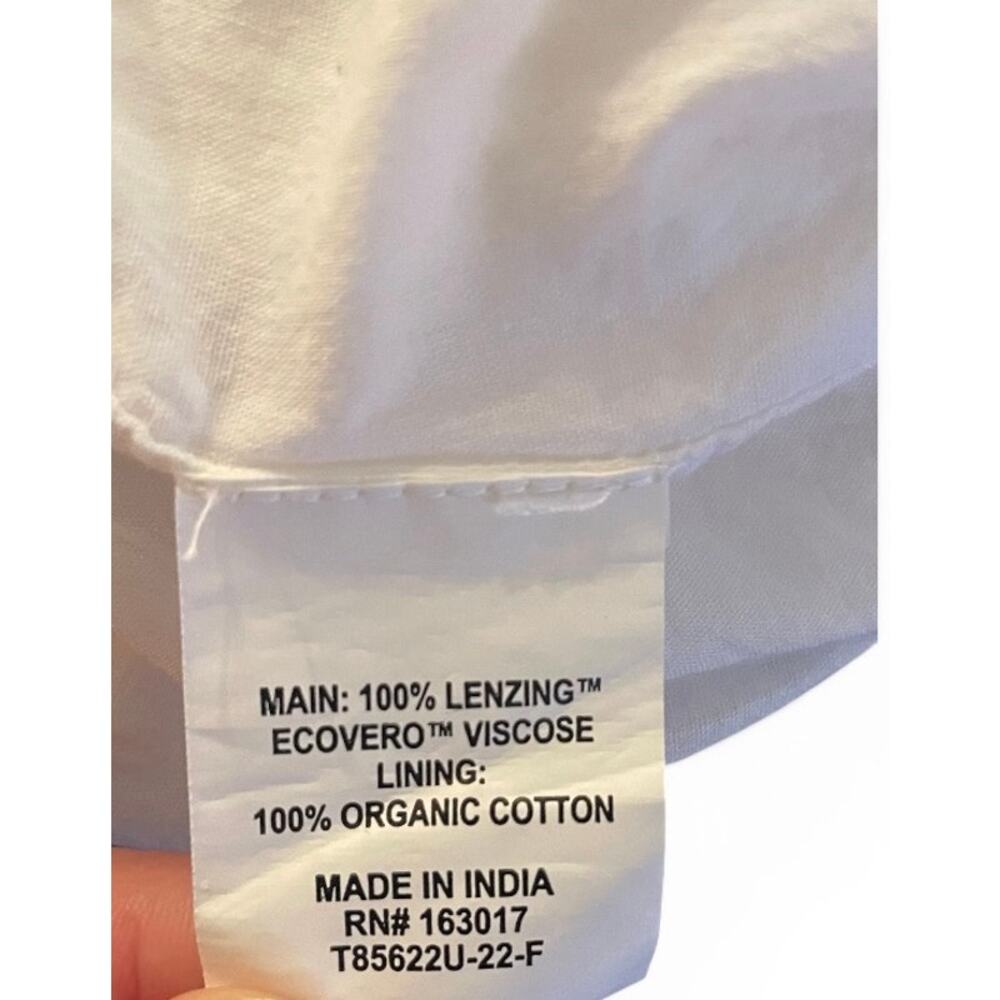 MAIN: 100% LENZING™
ECOVERO™ VISCOSE
LINING:
100% ORGANIC COTTON
MADE IN INDIA
RN# 163017
T85622U-22-F